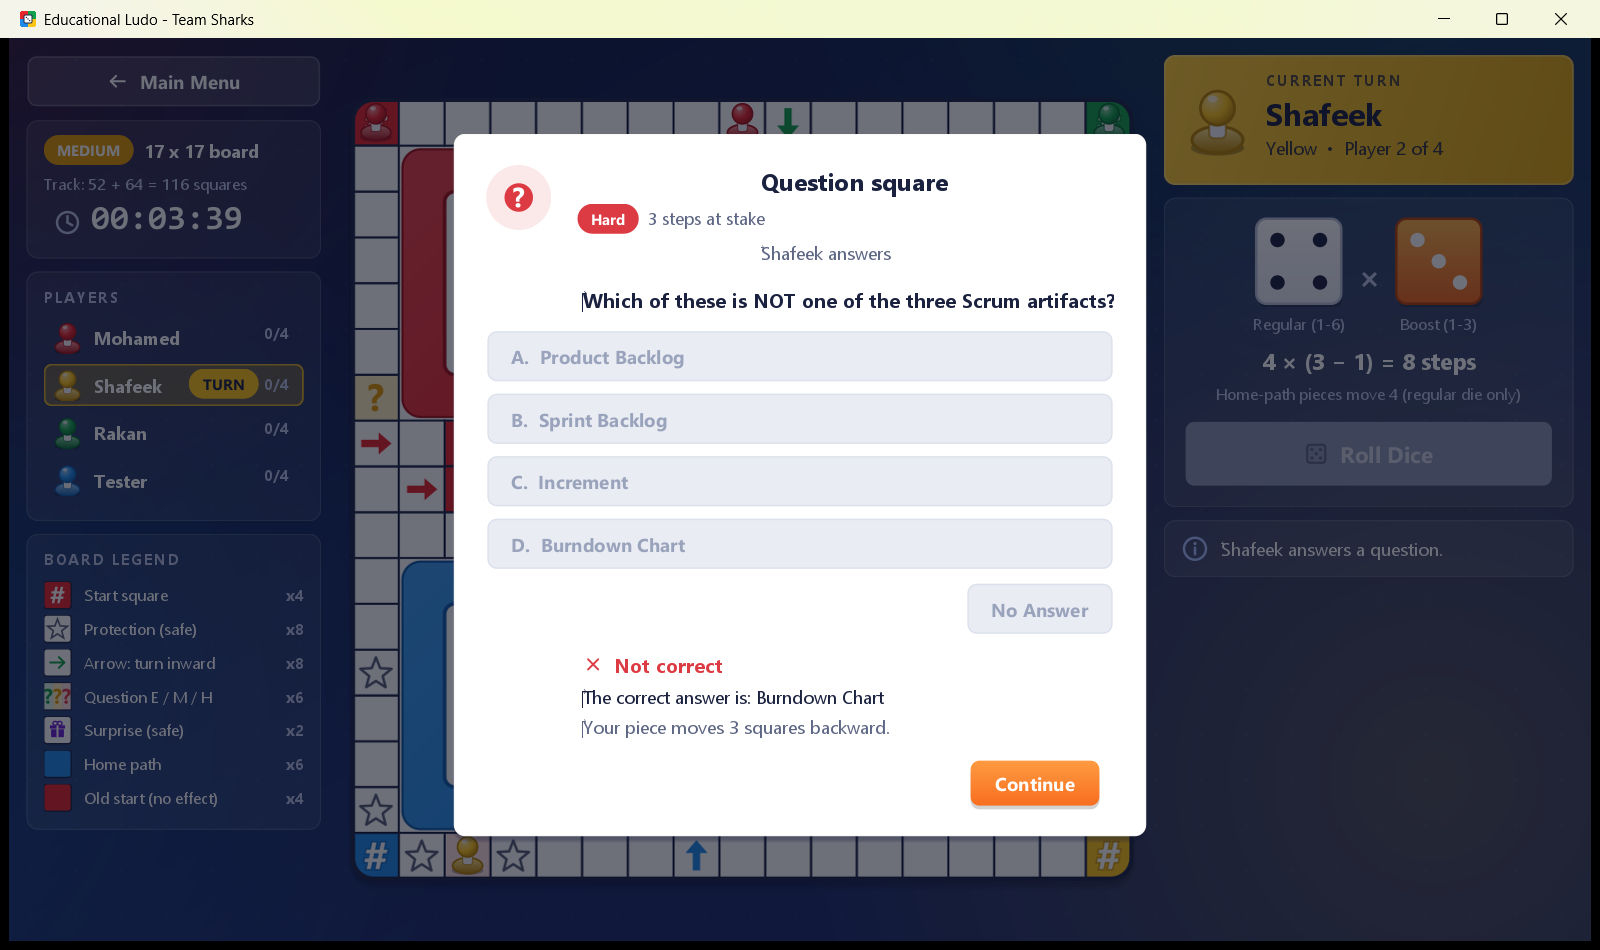 Educational Ludo - Team Sharks
Main Menu
MEDIUM 17 x 17 board
Track: 52 + 64 = 116 squares
00:03:39
PLAYERS
Mohamed 0/4
Shafeek TURN 0/4
Rakan 0/4
Tester 0/4
BOARD LEGEND
# Start square x4
Protection (safe) x8
Arrow: turn inward x8
??? Question E / M / H x6
Surprise (safe) x2
Home path x6
Old start (no effect) x4
?
# #
? Question square
Hard 3 steps at stake
Shafeek answers
Which of these is NOT one of the three Scrum artifacts?
A. Product Backlog
B. Sprint Backlog
C. Increment
D. Burndown Chart
No Answer
Not correct
The correct answer is: Burndown Chart
Your piece moves 3 squares backward.
Continue
CURRENT TURN
Shafeek
Yellow • Player 2 of 4
×
Regular (1-6) Boost (1-3)
4 × (3 − 1) = 8 steps
Home-path pieces move 4 (regular die only)
Roll Dice
Shafeek answers a question.